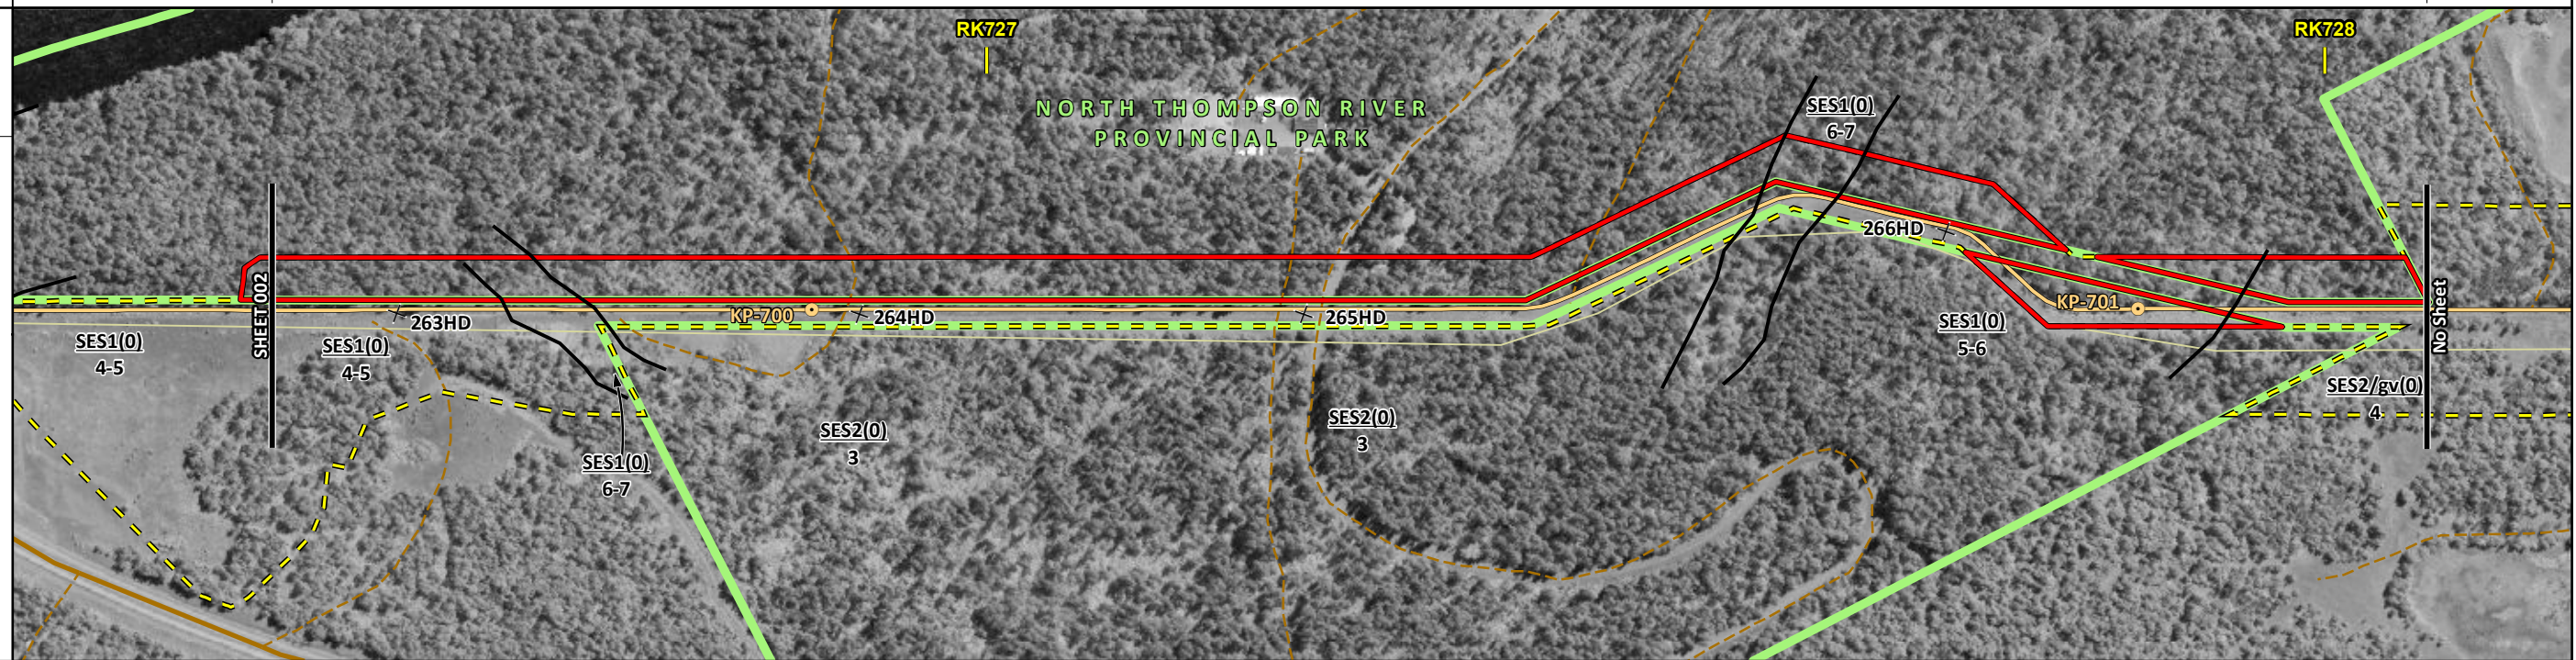 RK727
RK728
NORTH THOMPSON RIVER
PROVINCIAL PARK
SES1(0)
6-7
266HD
SHEET 002
263HD
KP-700
264HD
265HD
KP-701
No Sheet
SES1(0)
4-5
SES1(0)
4-5
SES1(0)
5-6
SES2/gv(0)
4
SES2(0)
3
SES2(0)
3
SES1(0)
6-7